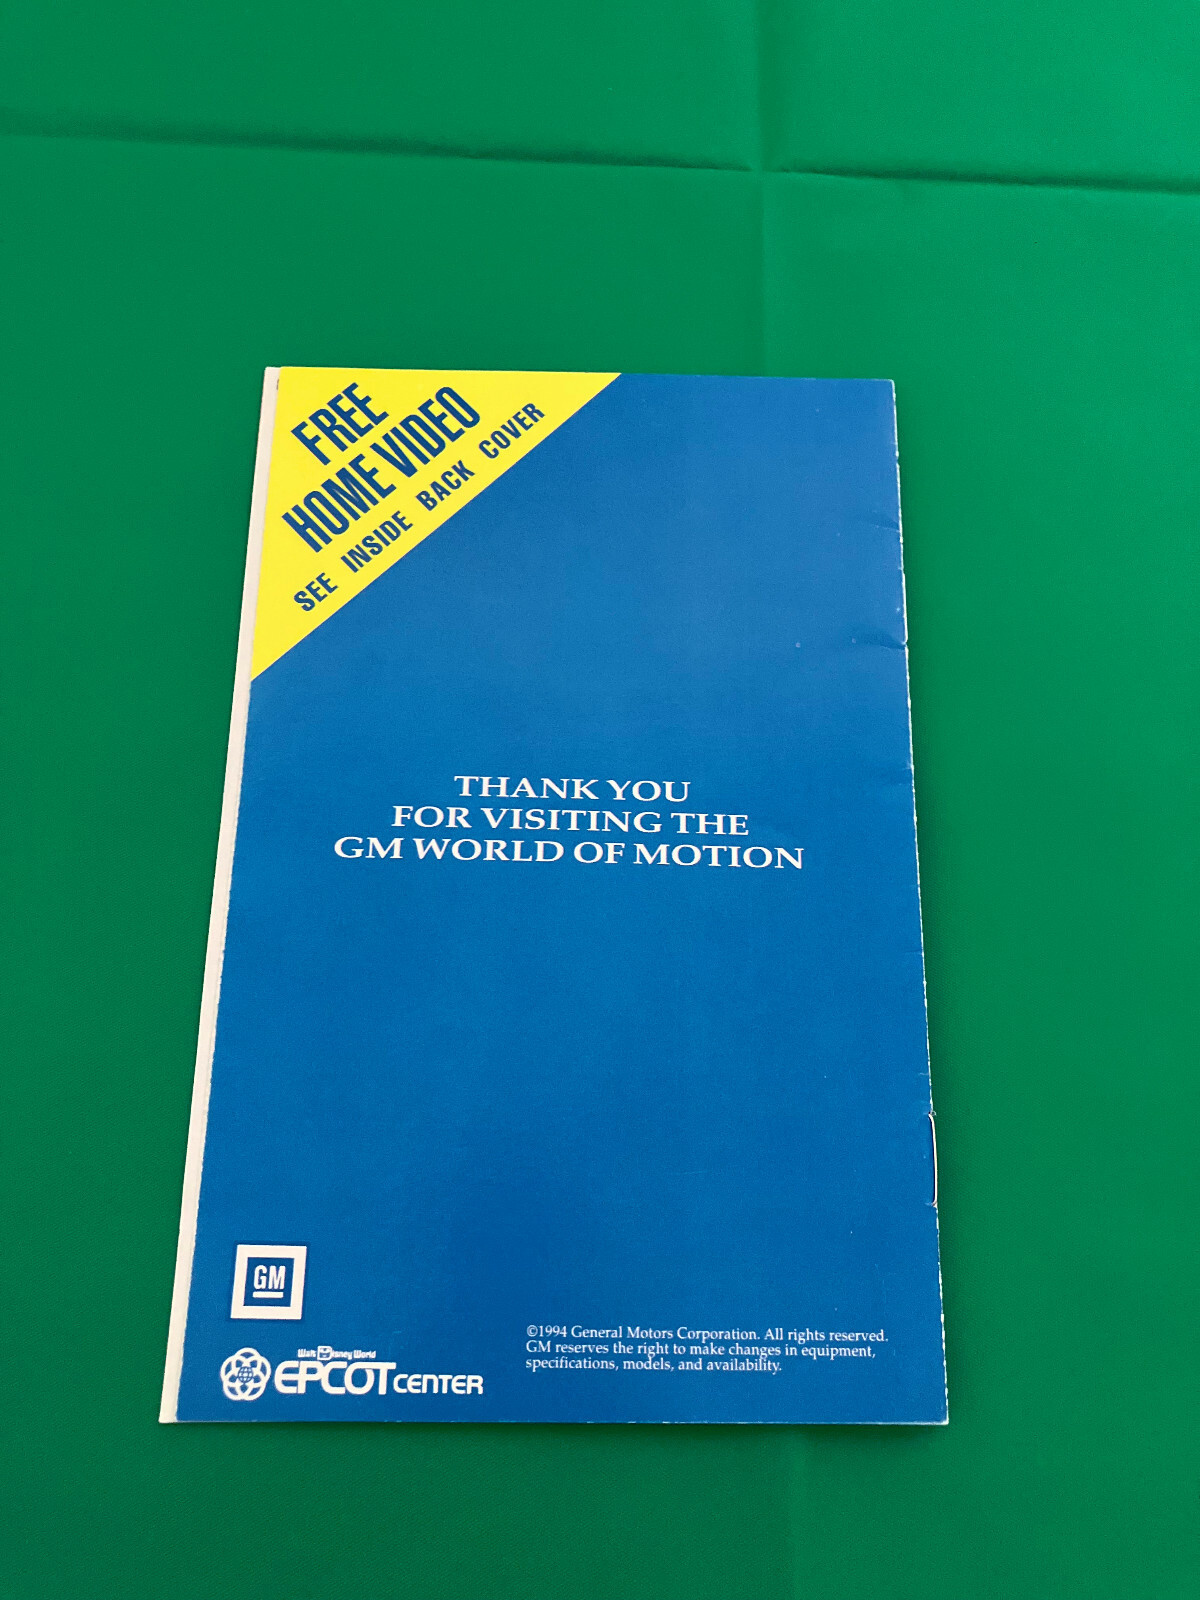 FREE
HOME VIDEO
SEE INSIDE BACK COVER
THANK YOU
FOR VISITING THE
GM WORLD OF MOTION
GM
Walt Disney World
EPCOT CENTER
©1994 General Motors Corporation. All rights reserved.
GM reserves the right to make changes in equipment,
specifications, models, and availability.